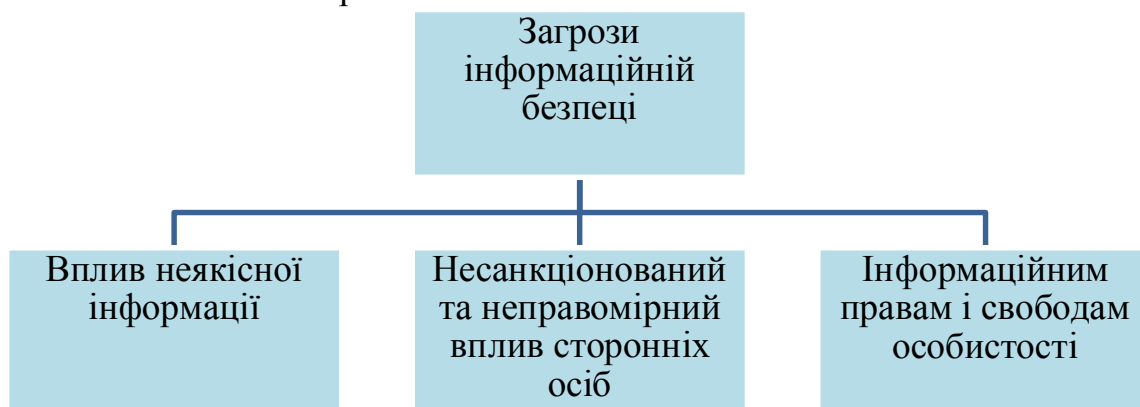 Загрози
інформаційній
безпеці
Вплив неякісної
інформації
Несанкціонований
та неправомірний
вплив сторонніх
осіб
Інформаційним
правам і свободам
особистості